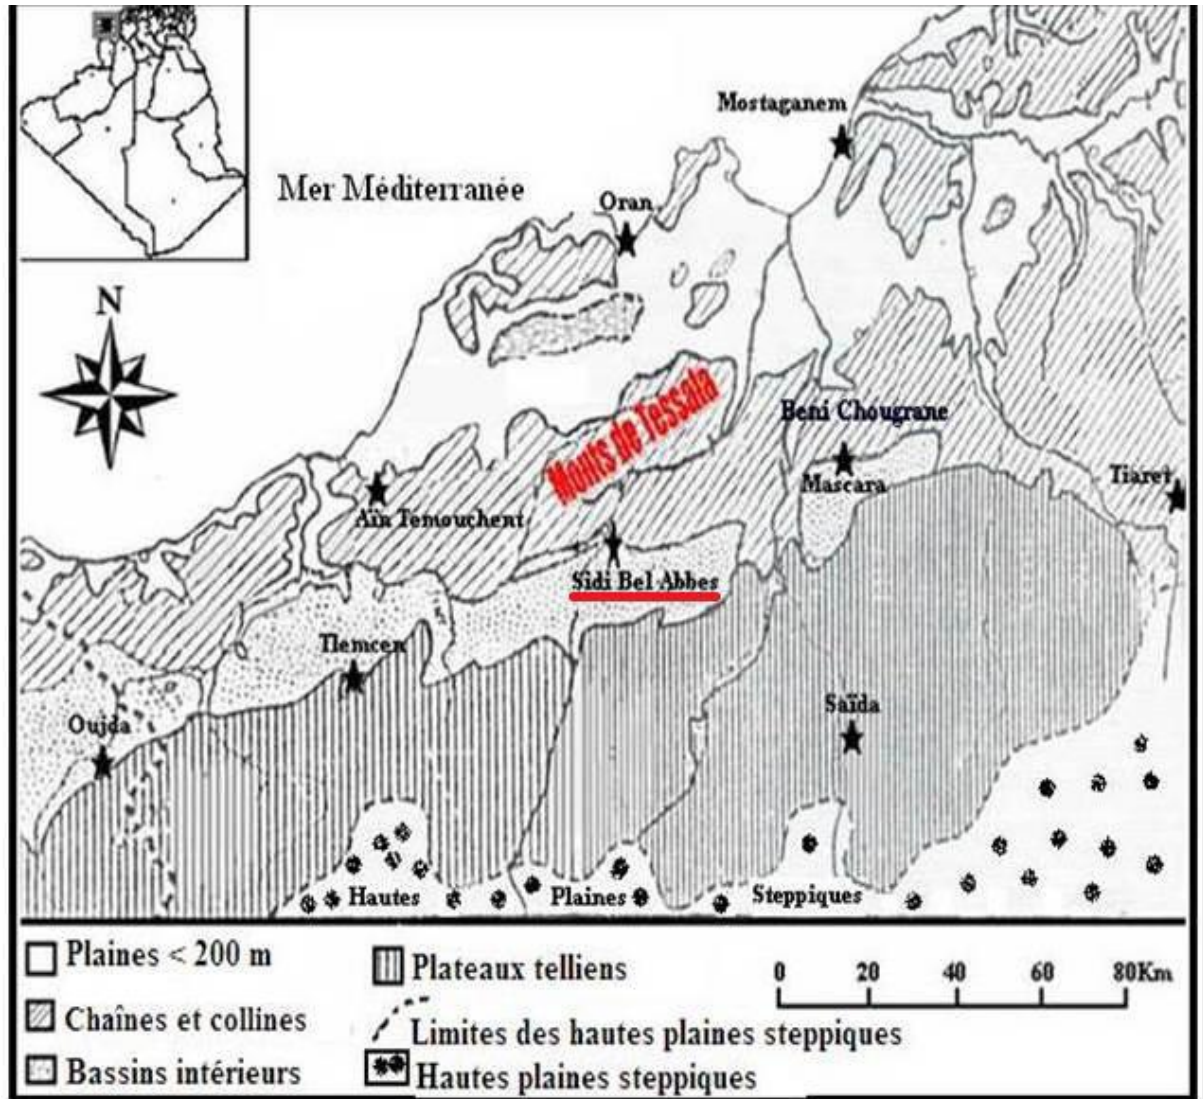 Mostaganem
Mer Méditerranée
Oran
N
Monts de Tessala
Beni Chougrane
Tiaret
Mascara
Aïn Temouchent
Sidi Bel Abbes
Tlemcen
Saïda
Oujda
Hautes Plaines Steppiques
Plaines < 200 m
Plateaux telliens
0 20 40 60 80Km
Chaînes et collines
Limites des hautes plaines steppiques
Bassins intérieurs
Hautes plaines steppiques